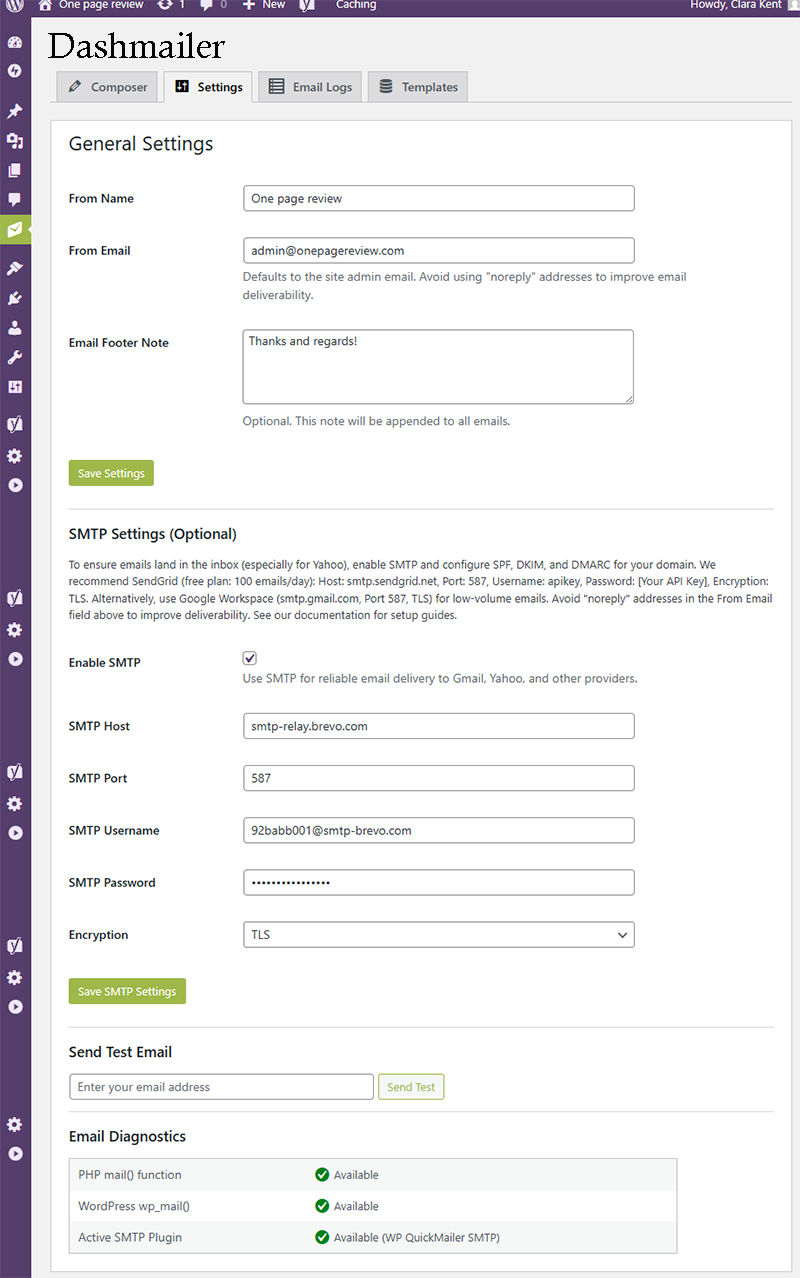 One page review 1 0 New Caching Howdy, Clara Kent
Dashmailer
Composer Settings Email Logs Templates
General Settings
From Name One page review
From Email admin@onepagereview.com
Defaults to the site admin email. Avoid using "noreply" addresses to improve email
deliverability.
Email Footer Note Thanks and regards!
Optional. This note will be appended to all emails.
Save Settings
SMTP Settings (Optional)
To ensure emails land in the inbox (especially for Yahoo), enable SMTP and configure SPF, DKIM, and DMARC for your domain. We
recommend SendGrid (free plan: 100 emails/day): Host: smtp.sendgrid.net, Port: 587, Username: apikey, Password: [Your API Key], Encryption:
TLS. Alternatively, use Google Workspace (smtp.gmail.com, Port 587, TLS) for low-volume emails. Avoid "noreply" addresses in the From Email
field above to improve deliverability. See our documentation for setup guides.
Enable SMTP
Use SMTP for reliable email delivery to Gmail, Yahoo, and other providers.
SMTP Host smtp-relay.brevo.com
SMTP Port 587
SMTP Username 92babb001@smtp-brevo.com
SMTP Password ••••••••••••••••
Encryption TLS
Save SMTP Settings
Send Test Email
Enter your email address Send Test
Email Diagnostics
PHP mail() function Available
WordPress wp_mail() Available
Active SMTP Plugin Available (WP QuickMailer SMTP)